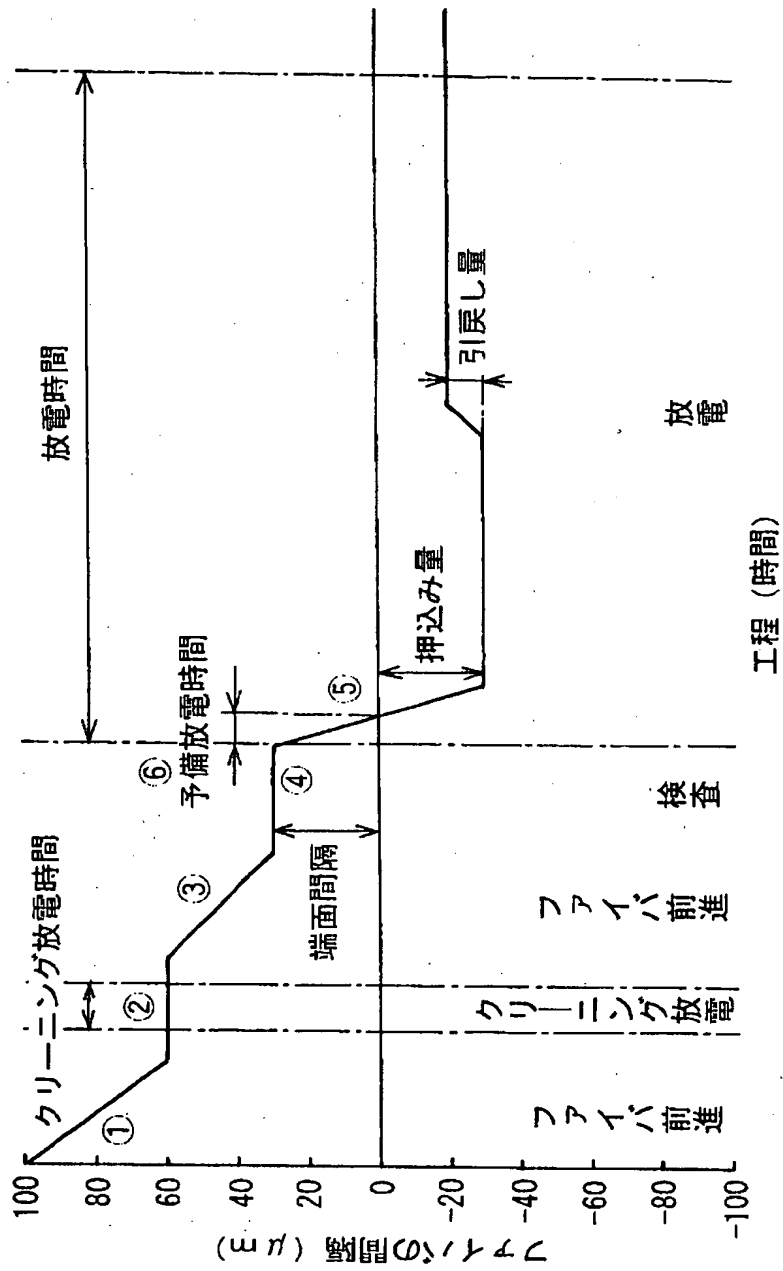 ファイバの間隔 (μm)
100
80
60
40
20
0
-20
-40
-60
-80
-100
クリーニング放電時間
予備放電時間
放電時間
①
②
③
④
⑤
⑥
端面間隔
押込み量
引戻し量
ファイバ前進
クリーニング放電
ファイバ前進
検査
放電
工程 (時間)